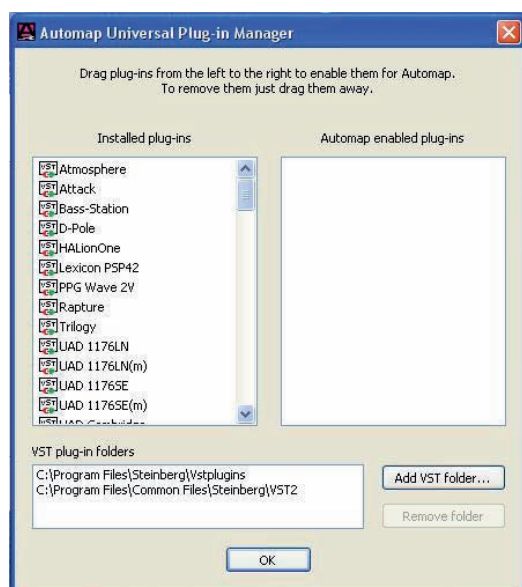 Automap Universal Plug-in Manager
Drag plug-ins from the left to the right to enable them for Automap.
To remove them just drag them away.
Installed plug-ins
Automap enabled plug-ins
Atmosphere
Attack
Bass-Station
D-Pole
HALionOne
Lexicon PSP42
PPG Wave 2V
Rapture
Trilogy
UAD 1176LN
UAD 1176LN(m)
UAD 1176SE
UAD 1176SE(m)
VST plug-in folders
C:\Program Files\Steinberg\Vstplugins
C:\Program Files\Common Files\Steinberg\VST2
Add VST folder...
Remove folder
OK